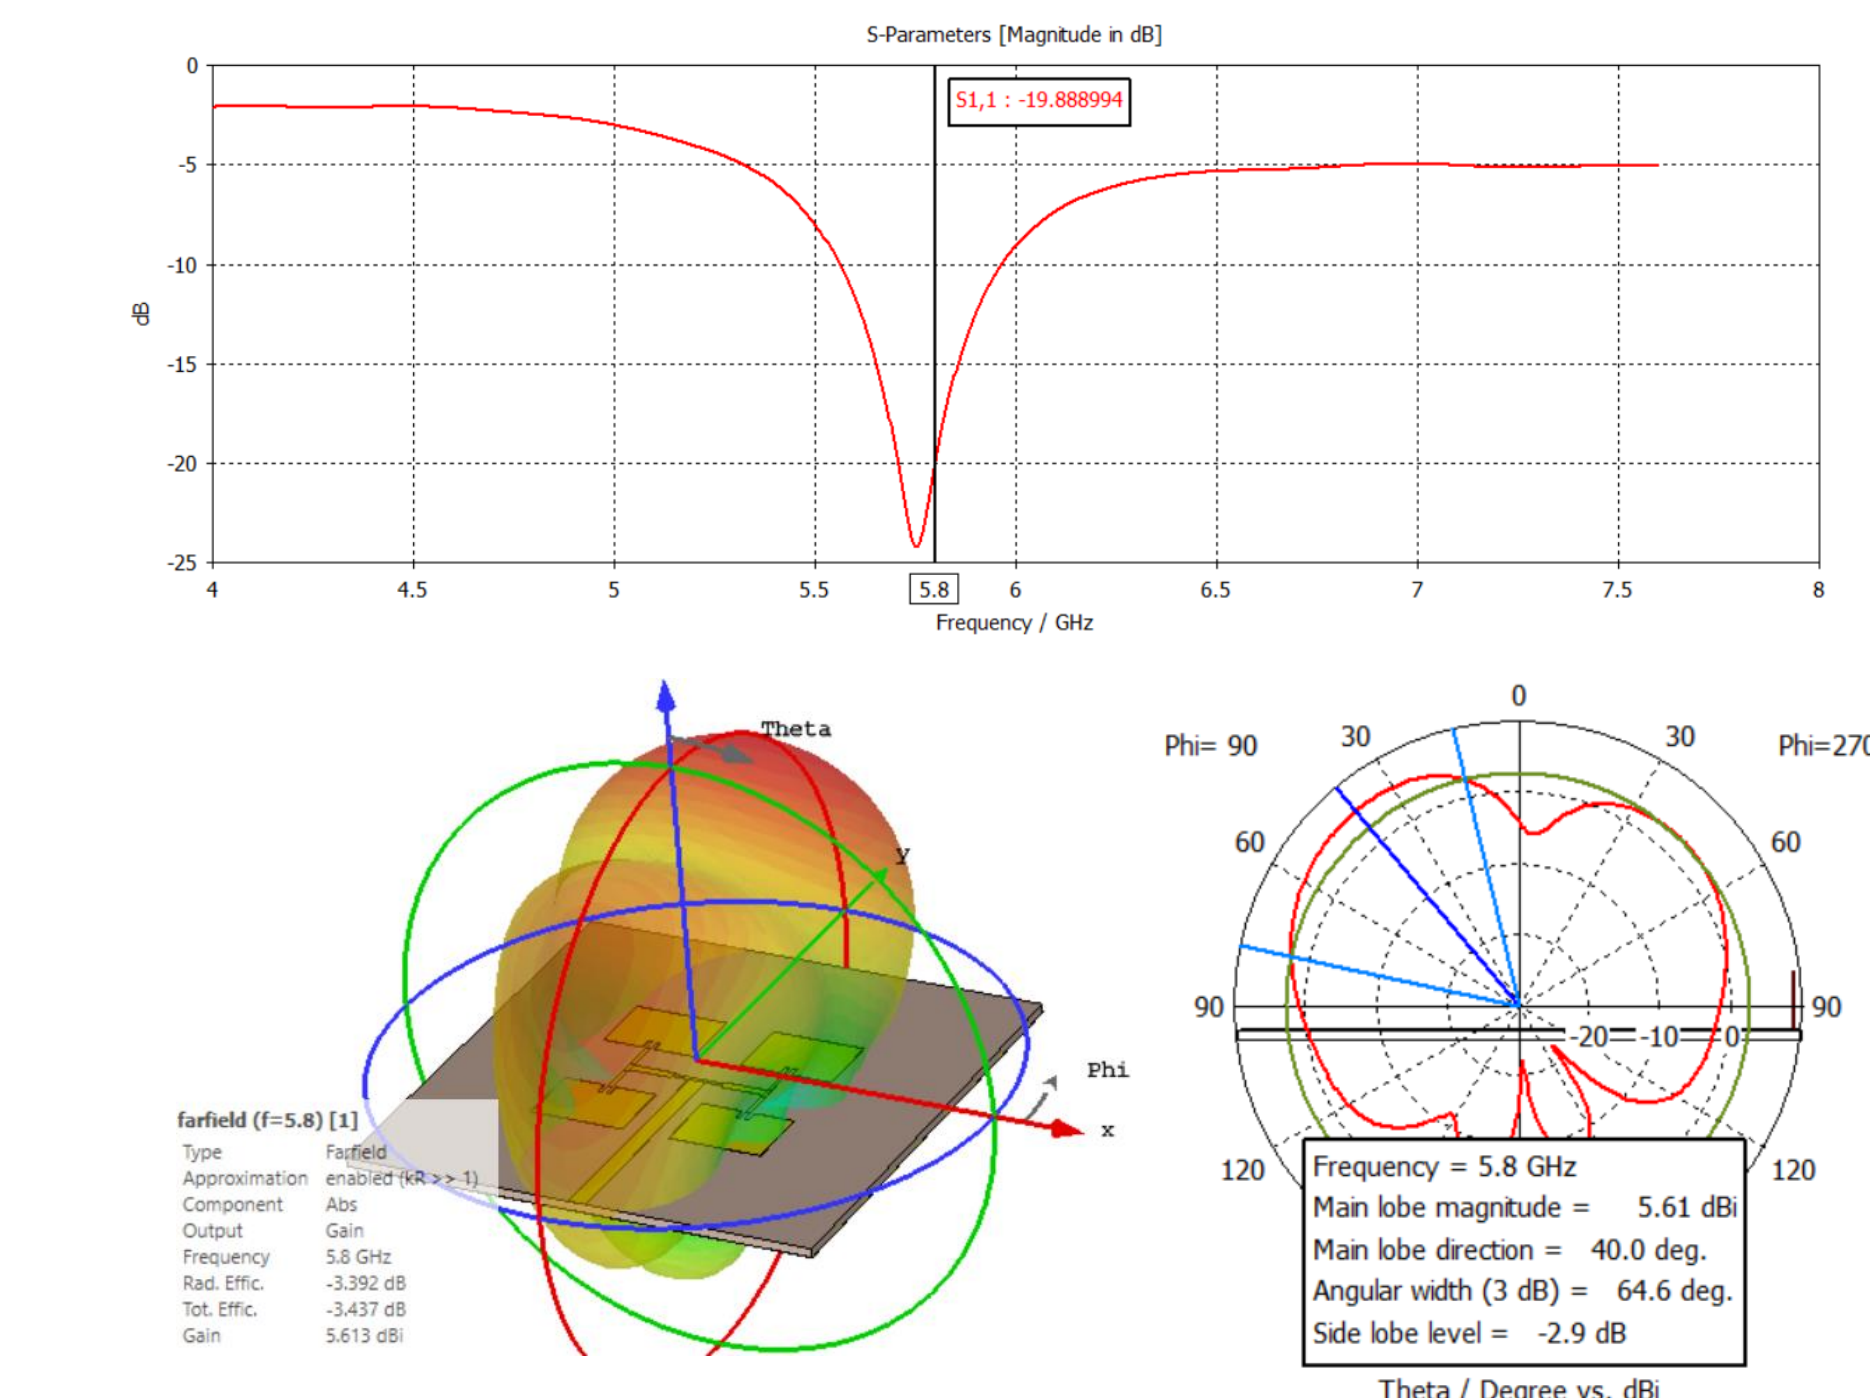 S-Parameters [Magnitude in dB]
0
-5
-10
-15
-20
-25
dB
S1,1 : -19.888994
4
4.5
5
5.5
5.8
6
6.5
7
7.5
8
Frequency / GHz
Theta
y
Phi
x
farfield (f=5.8) [1]
Type Farfield
Approximation enabled (kR >> 1)
Component Abs
Output Gain
Frequency 5.8 GHz
Rad. Effic. -3.392 dB
Tot. Effic. -3.437 dB
Gain 5.613 dBi
0
Phi= 90
30
30
Phi=270
60
60
90
90
-20
-10
0
120
120
Frequency = 5.8 GHz
Main lobe magnitude = 5.61 dBi
Main lobe direction = 40.0 deg.
Angular width (3 dB) = 64.6 deg.
Side lobe level = -2.9 dB
Theta / Degree vs. dBi